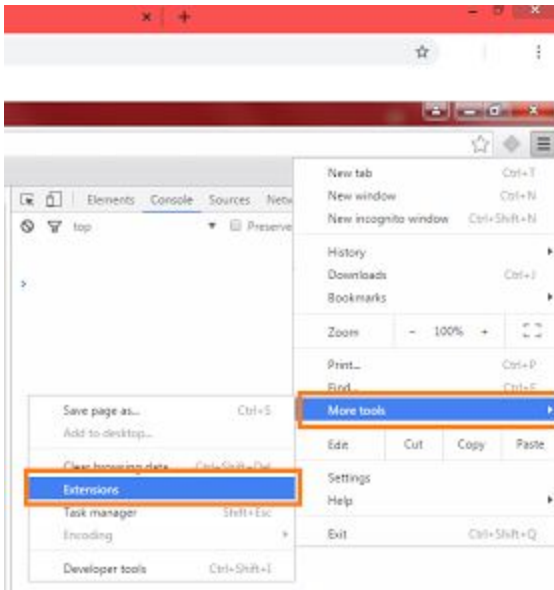 New tab Ctrl+T
Elements Console Sources Netw
New window Ctrl+N
top Preserve
New incognito window Ctrl+Shift+N
History
Downloads Ctrl+J
Bookmarks
Zoom - 100% +
Print... Ctrl+P
Find... Ctrl+F
Save page as... Ctrl+S
More tools
Add to desktop...
Edit Cut Copy Paste
Clear browsing data... Ctrl+Shift+Del
Settings
Extensions
Help
Task manager Shift+Esc
Encoding
Exit Ctrl+Shift+Q
Developer tools Ctrl+Shift+I